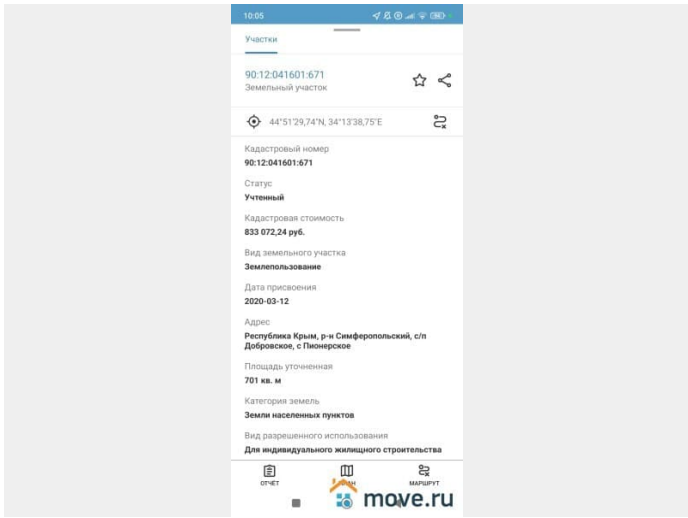 10:05
Участки
90:12:041601:671
Земельный участок
44°51'29,74"N, 34°13'38,75"E
Кадастровый номер
90:12:041601:671
Статус
Учтенный
Кадастровая стоимость
833 072,24 руб.
Вид земельного участка
Землепользование
Дата присвоения
2020-03-12
Адрес
Республика Крым, р-н Симферопольский, с/п
Добровское, с Пионерское
Площадь уточненная
701 кв. м
Категория земель
Земли населенных пунктов
Вид разрешенного использования
Для индивидуального жилищного строительства
ОТЧЁТ
МАРШРУТ
move.ru